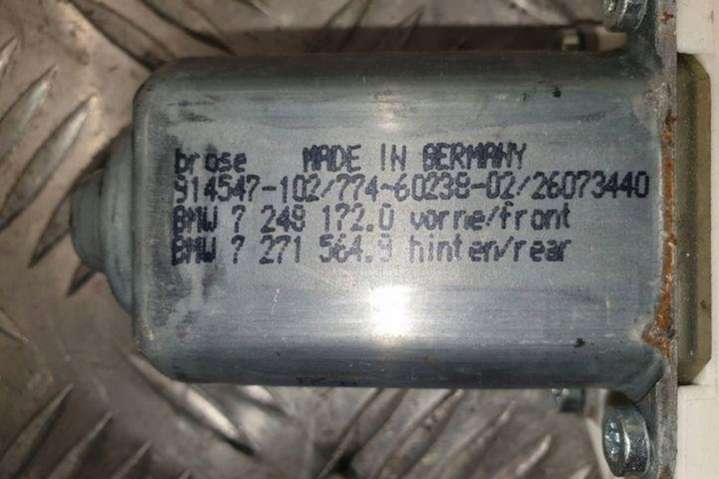 brose MADE IN GERMANY
914547-102/774-60238-02/26073440
BMW 7 248 172.0 vorne/front
BMW 7 271 564.9 hinten/rear